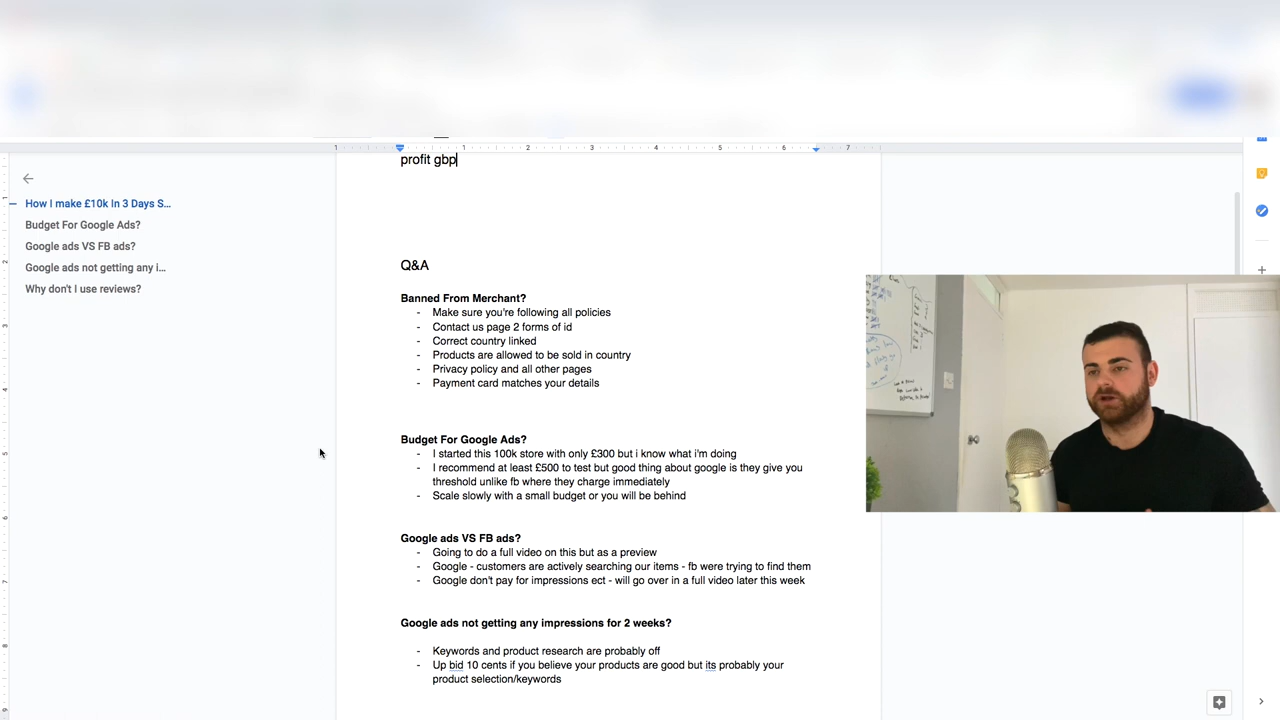 1 1 2 3 4 5 6 7
profit gbp
How I make £10k In 3 Days S...
Budget For Google Ads?
Google ads VS FB ads?
Google ads not getting any i...
Why don't I use reviews?
Q&A
Banned From Merchant?
- Make sure you're following all policies
- Contact us page 2 forms of id
- Correct country linked
- Products are allowed to be sold in country
- Privacy policy and all other pages
- Payment card matches your details
Budget For Google Ads?
- I started this 100k store with only £300 but i know what i'm doing
- I recommend at least £500 to test but good thing about google is they give you
threshold unlike fb where they charge immediately
- Scale slowly with a small budget or you will be behind
Google ads VS FB ads?
- Going to do a full video on this but as a preview
- Google - customers are actively searching our items - fb were trying to find them
- Google don't pay for impressions ect - will go over in a full video later this week
Google ads not getting any impressions for 2 weeks?
- Keywords and product research are probably off
- Up bid 10 cents if you believe your products are good but its probably your
product selection/keywords